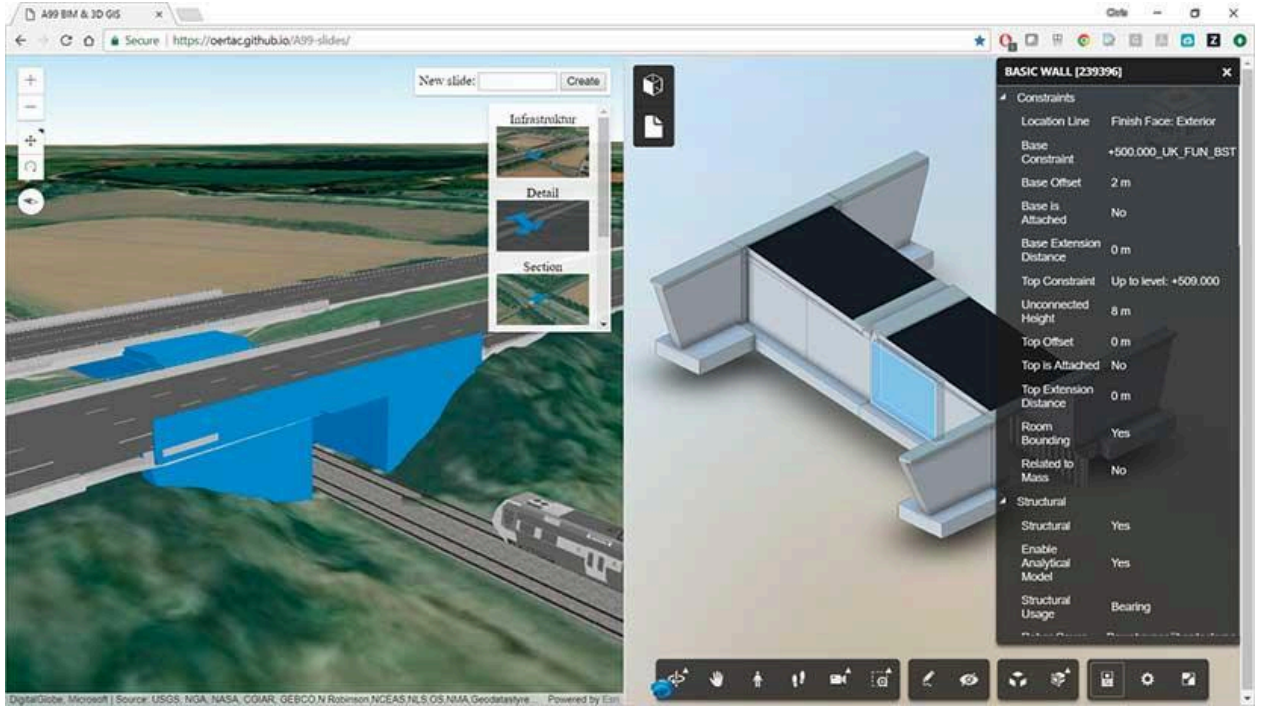 A99 BIM & 3D GIS
Secure | https://oertac.github.io/A99-slides/
New slide:
Create
Infrastruktur
Detail
Section
BASIC WALL [239396]
Constraints
Location Line Finish Face: Exterior
Base
Constraint +500.000_UK_FUN_BST
Base Offset 2 m
Base is
Attached No
Base Extension
Distance 0 m
Top Constraint Up to level: +509.000
Unconnected
Height 8 m
Top Offset 0 m
Top is Attached No
Top Extension
Distance 0 m
Room
Bounding Yes
Related to
Mass No
Structural
Structural Yes
Enable
Analytical
Model Yes
Structural
Usage Bearing
DigitalGlobe, Microsoft | Source: USGS, NGA, NASA, CGIAR, GEBCO,N Robinson,NCEAS,NLS,OS,NMA,Geodatastyre... Powered by Esri